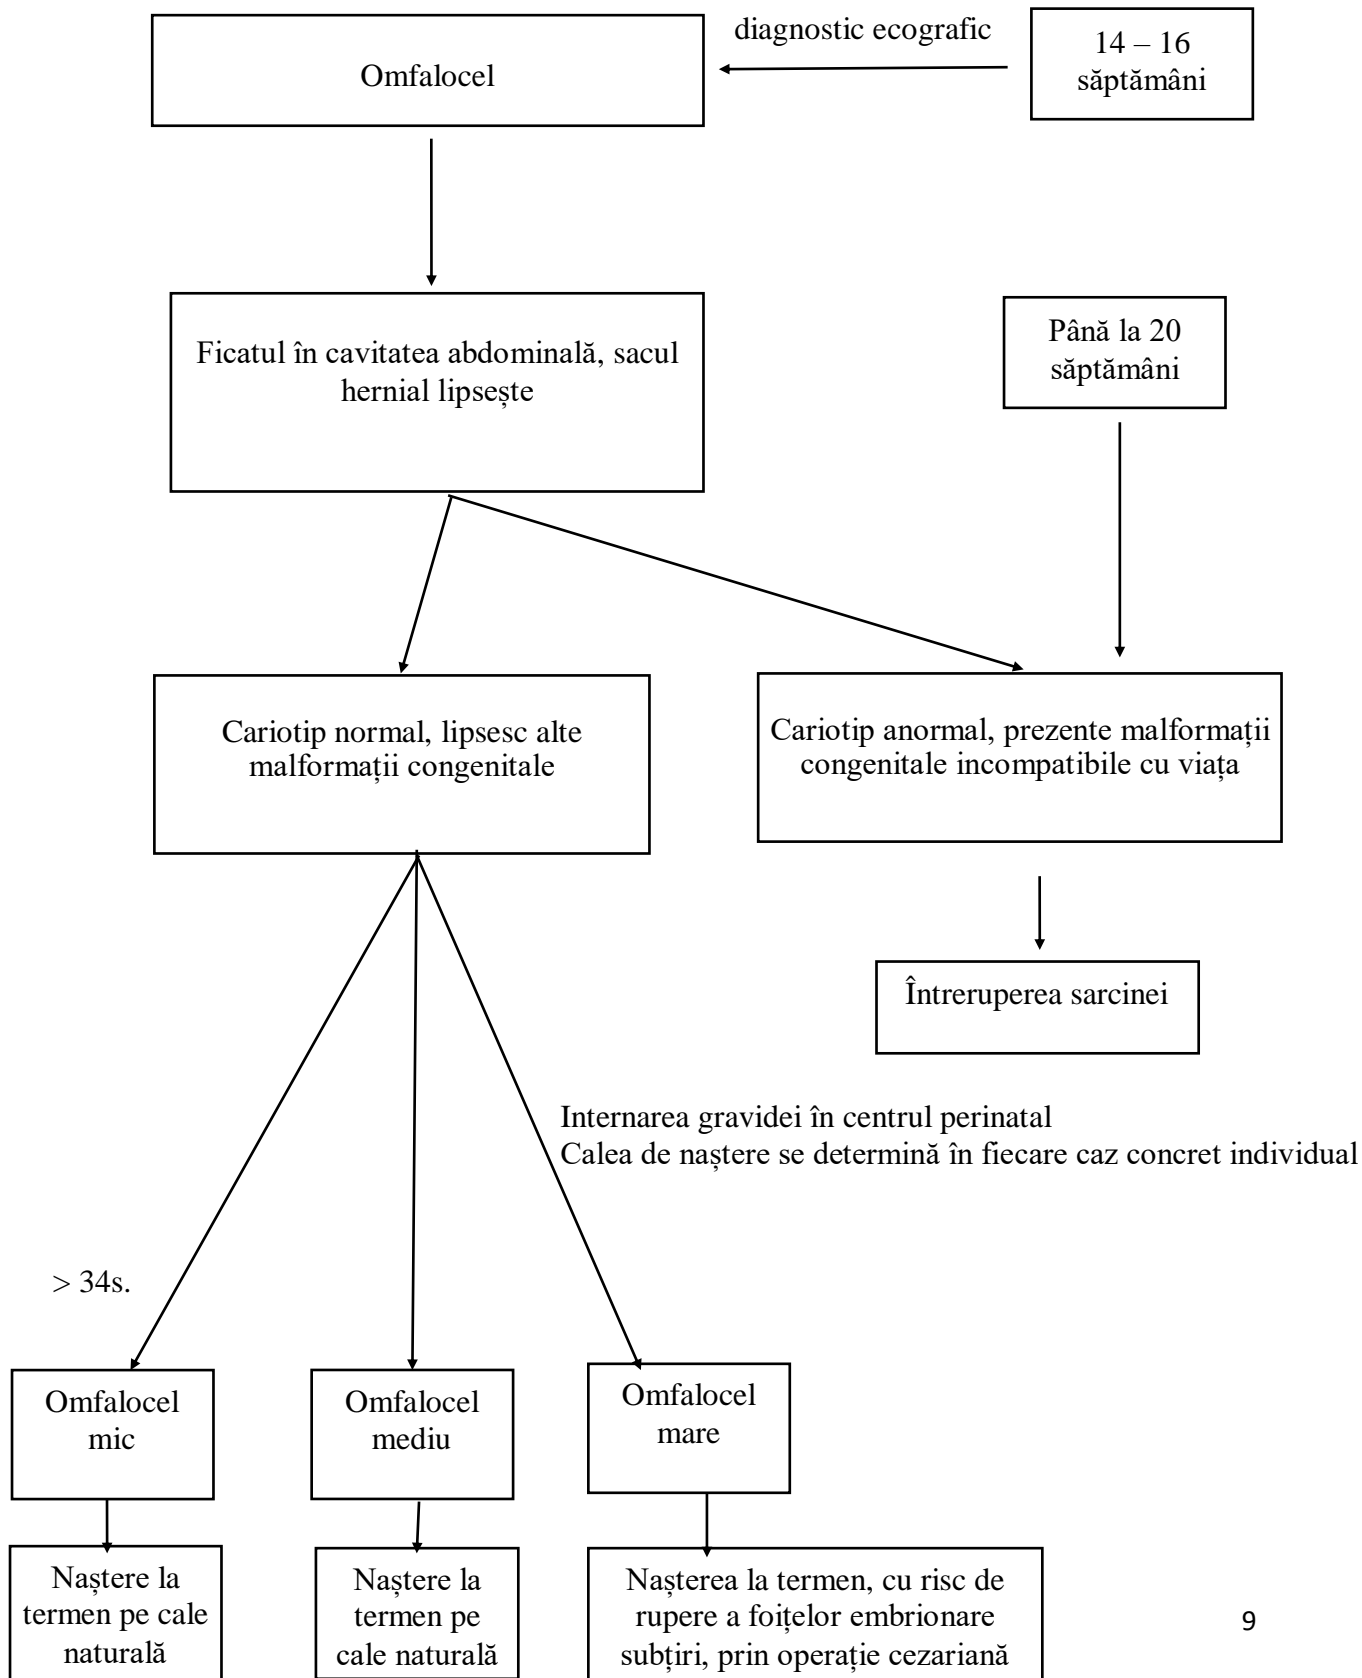 diagnostic ecografic
14 – 16
săptămâni
Omfalocel
Ficatul în cavitatea abdominală, sacul
hernial lipsește
Până la 20
săptămâni
Cariotip normal, lipsesc alte
malformații congenitale
Cariotip anormal, prezente malformații
congenitale incompatibile cu viața
Întreruperea sarcinei
Internarea gravidei în centrul perinatal
Calea de naștere se determină în fiecare caz concret individual
> 34s.
Omfalocel
mic
Omfalocel
mediu
Omfalocel
mare
Naștere la
termen pe cale
naturală
Naștere la
termen pe
cale naturală
Nașterea la termen, cu risc de
rupere a foițelor embrionare
subțiri, prin operație cezariană
9